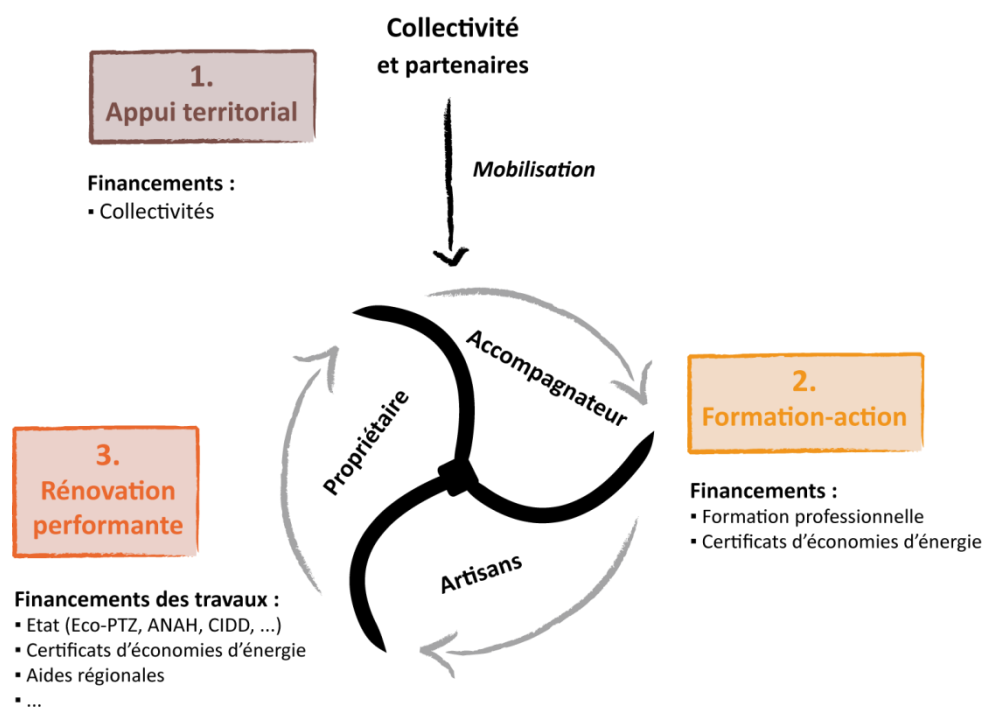 Collectivité
et partenaires
1.
Appui territorial
Mobilisation
Financements :
▪ Collectivités
Accompagnateur
Propriétaire
Artisans
2.
Formation-action
Financements :
▪ Formation professionnelle
▪ Certificats d’économies d’énergie
3.
Rénovation
performante
Financements des travaux :
▪ Etat (Eco-PTZ, ANAH, CIDD, ...)
▪ Certificats d’économies d’énergie
▪ Aides régionales
▪ ...